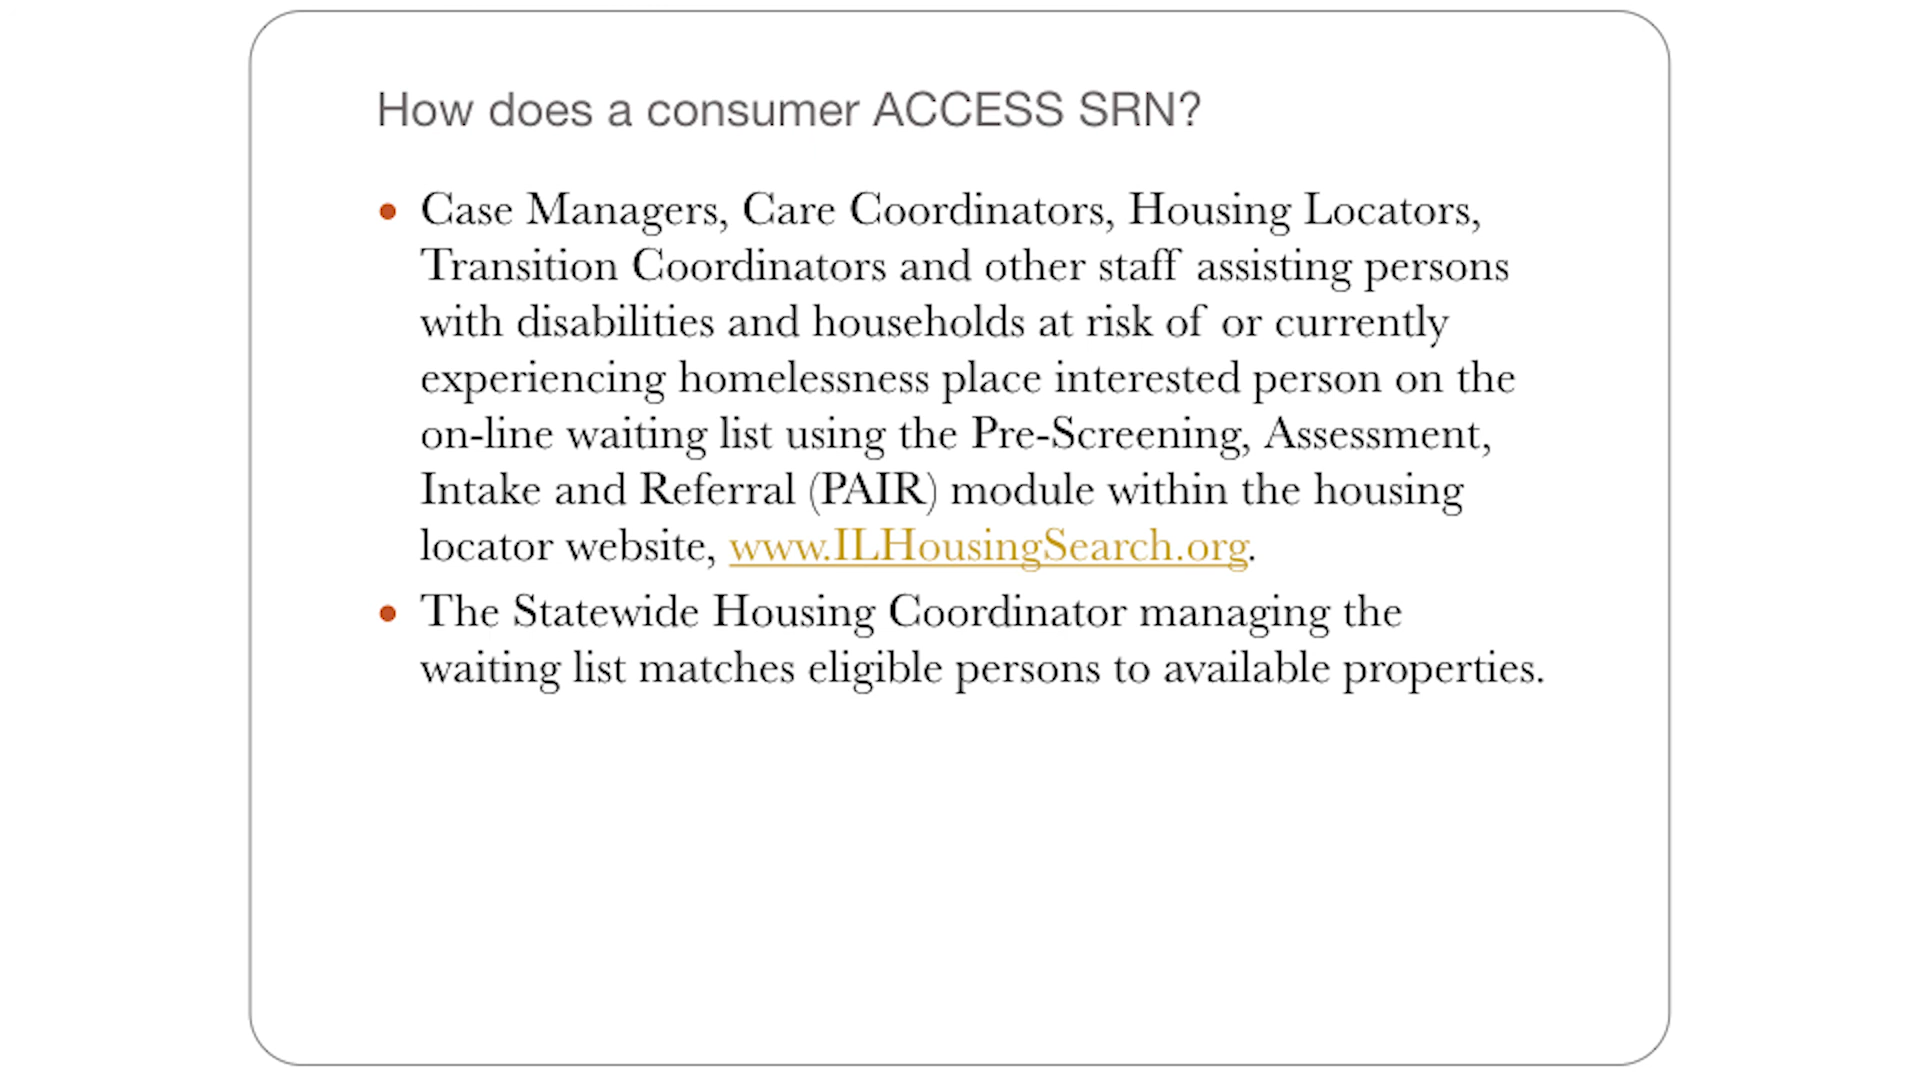 How does a consumer ACCESS SRN?
• Case Managers, Care Coordinators, Housing Locators,
Transition Coordinators and other staff assisting persons
with disabilities and households at risk of or currently
experiencing homelessness place interested person on the
on-line waiting list using the Pre-Screening, Assessment,
Intake and Referral (PAIR) module within the housing
locator website, www.ILHousingSearch.org.
• The Statewide Housing Coordinator managing the
waiting list matches eligible persons to available properties.